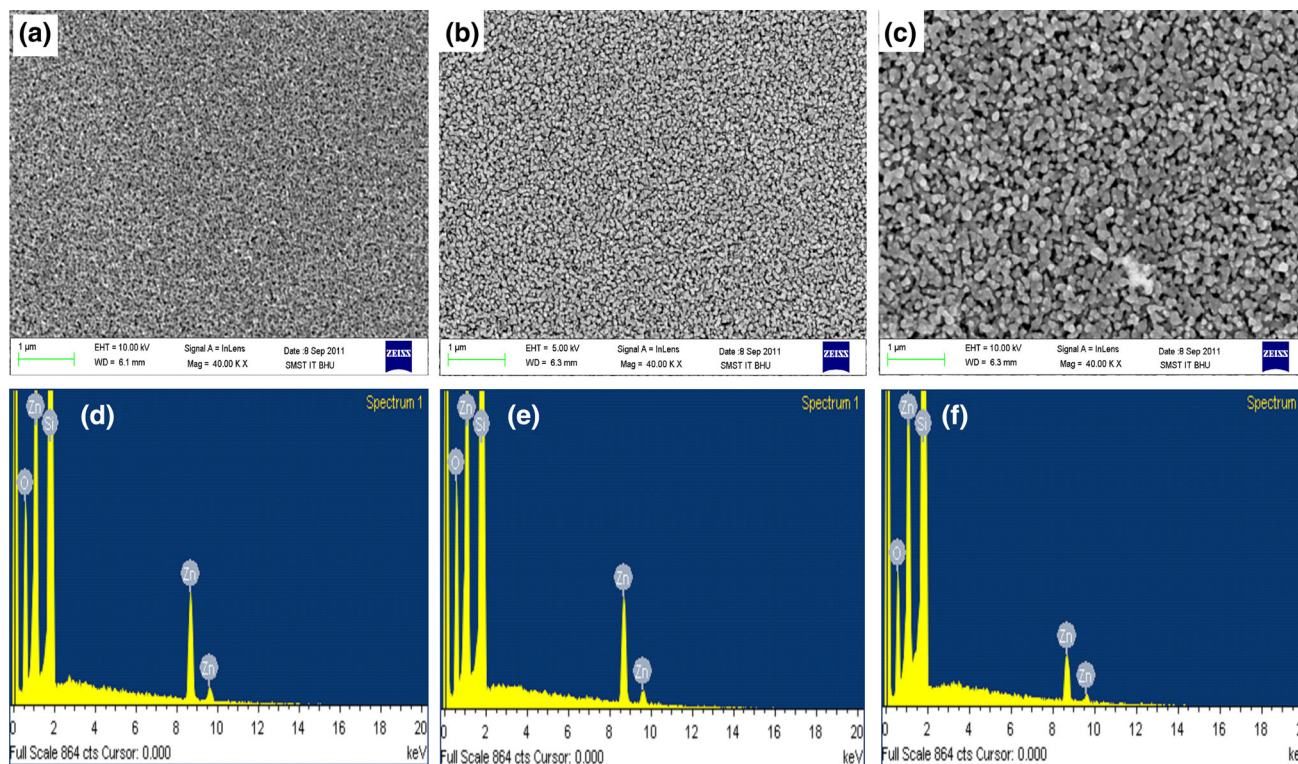 (a)
(b)
(c)
1 µm
EHT = 10.00 kV
Signal A = InLens
Date :8 Sep 2011
WD = 6.1 mm
Mag = 40.00 K X
SMST IT BHU
ZEISS
1 µm
EHT = 5.00 kV
Signal A = InLens
Date :8 Sep 2011
WD = 6.3 mm
Mag = 40.00 K X
SMST IT BHU
ZEISS
1 µm
EHT = 10.00 kV
Signal A = InLens
Date :8 Sep 2011
WD = 6.3 mm
Mag = 40.00 K X
SMST IT BHU
ZEISS
(d)
Spectrum 1
Zn
Si
O
Zn
Zn
0 2 4 6 8 10 12 14 16 18 20
Full Scale 864 cts Cursor: 0.000
keV
(e)
Spectrum 1
Zn
Si
O
Zn
Zn
0 2 4 6 8 10 12 14 16 18 20
Full Scale 864 cts Cursor: 0.000
keV
(f)
Spectrum
Zn
Si
O
Zn
Zn
0 2 4 6 8 10 12 14 16 18
Full Scale 864 cts Cursor: 0.000